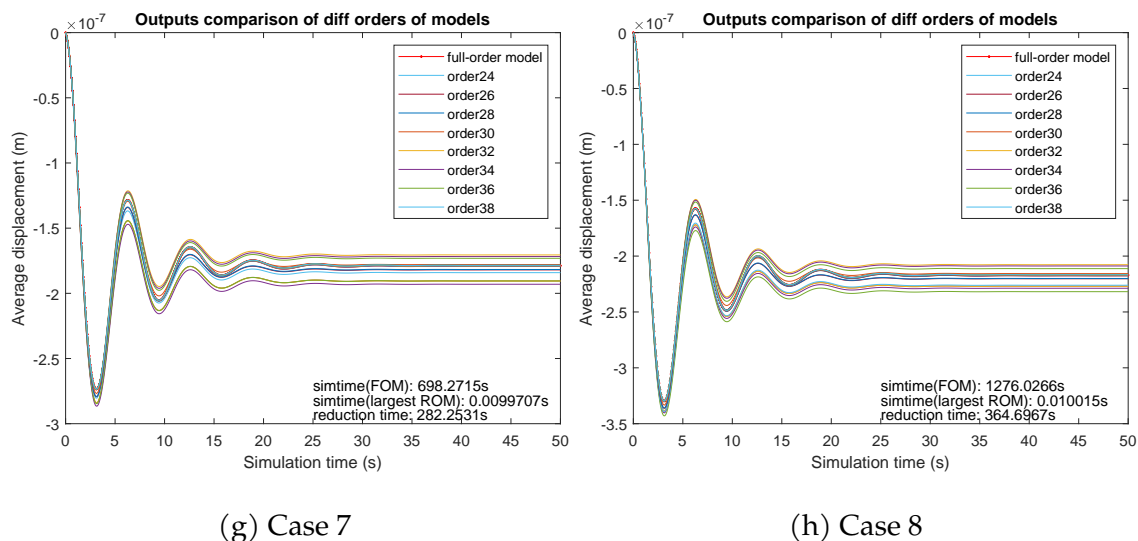 Outputs comparison of diff orders of models
×10-7
0
-0.5
-1
-1.5
-2
-2.5
-3
Average displacement (m)
full-order model
order24
order26
order28
order30
order32
order34
order36
order38
simtime(FOM): 698.2715s
simtime(largest ROM): 0.0099707s
reduction time: 282.2531s
0 5 10 15 20 25 30 35 40 45 50
Simulation time (s)
(g) Case 7
Outputs comparison of diff orders of models
×10-7
0
-0.5
-1
-1.5
-2
-2.5
-3
-3.5
Average displacement (m)
full-order model
order24
order26
order28
order30
order32
order34
order36
order38
simtime(FOM): 1276.0266s
simtime(largest ROM): 0.010015s
reduction time: 364.6967s
0 5 10 15 20 25 30 35 40 45 50
Simulation time (s)
(h) Case 8